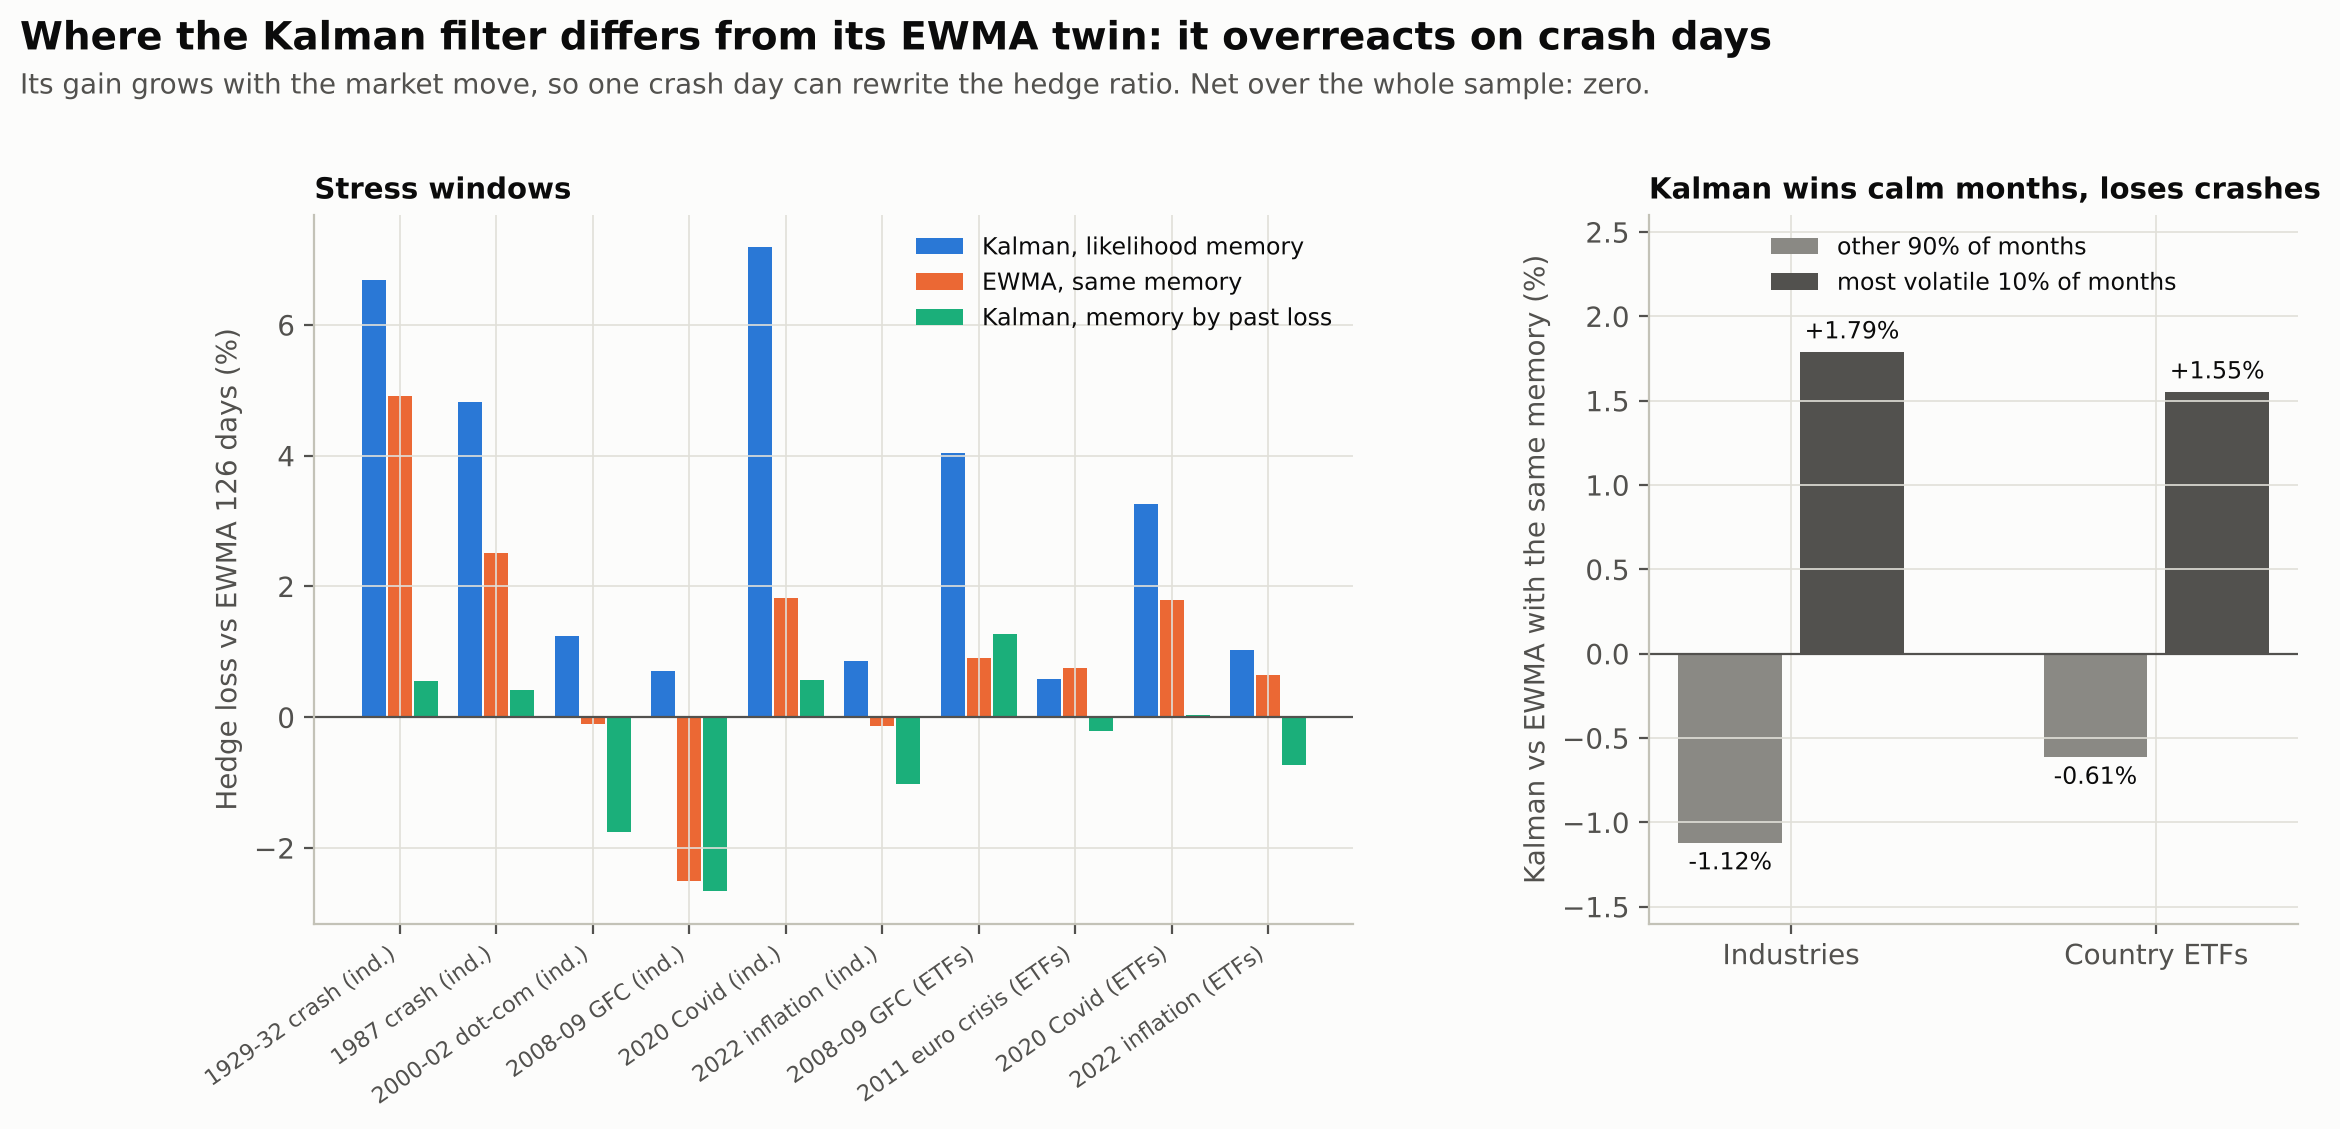 Where the Kalman filter differs from its EWMA twin: it overreacts on crash days
Its gain grows with the market move, so one crash day can rewrite the hedge ratio. Net over the whole sample: zero.
Stress windows
Hedge loss vs EWMA 126 days (%)
6
4
2
0
−2
Kalman, likelihood memory
EWMA, same memory
Kalman, memory by past loss
1929-32 crash (ind.)
1987 crash (ind.)
2000-02 dot-com (ind.)
2008-09 GFC (ind.)
2020 Covid (ind.)
2022 inflation (ind.)
2008-09 GFC (ETFs)
2011 euro crisis (ETFs)
2020 Covid (ETFs)
2022 inflation (ETFs)
Kalman wins calm months, loses crashes
Kalman vs EWMA with the same memory (%)
2.5
2.0
1.5
1.0
0.5
0.0
−0.5
−1.0
−1.5
other 90% of months
most volatile 10% of months
+1.79%
+1.55%
-0.61%
-1.12%
Industries
Country ETFs